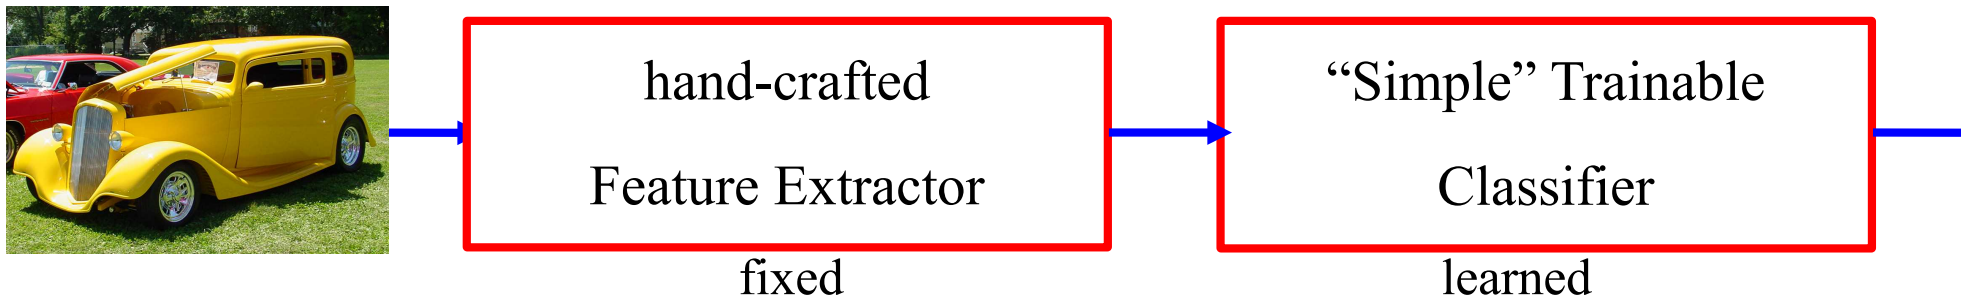 hand-crafted
Feature Extractor
fixed
“Simple” Trainable
Classifier
learned